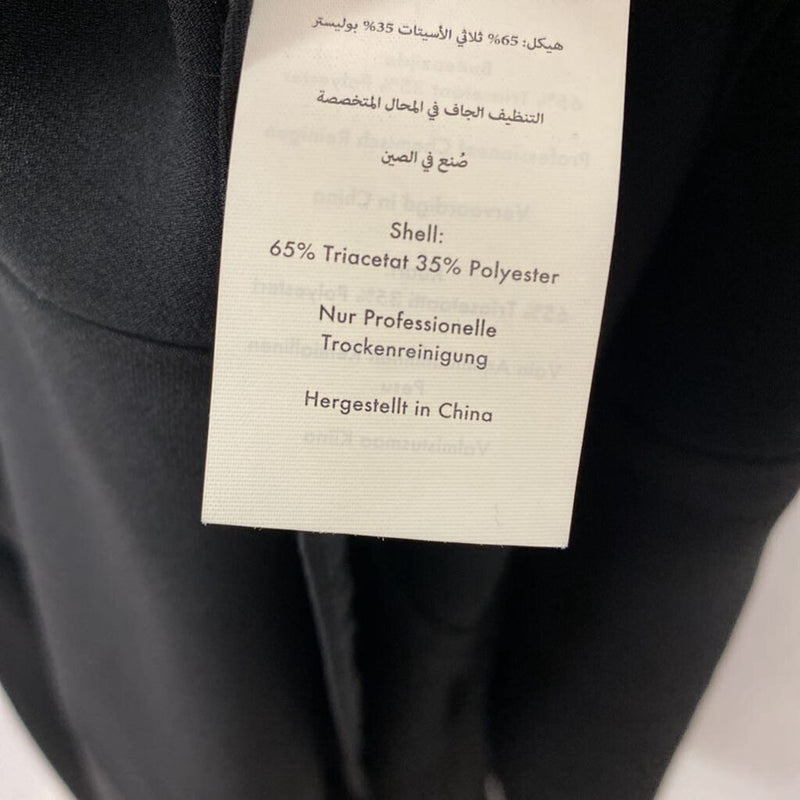 هيكل: 65% ثلاثي الأسيتات 35% بوليستر
التنظيف الجاف في المحال المتخصصة
صُنع في الصين
Shell:
65% Triacetat 35% Polyester
Nur Professionelle
Trockenreinigung
Hergestellt in China